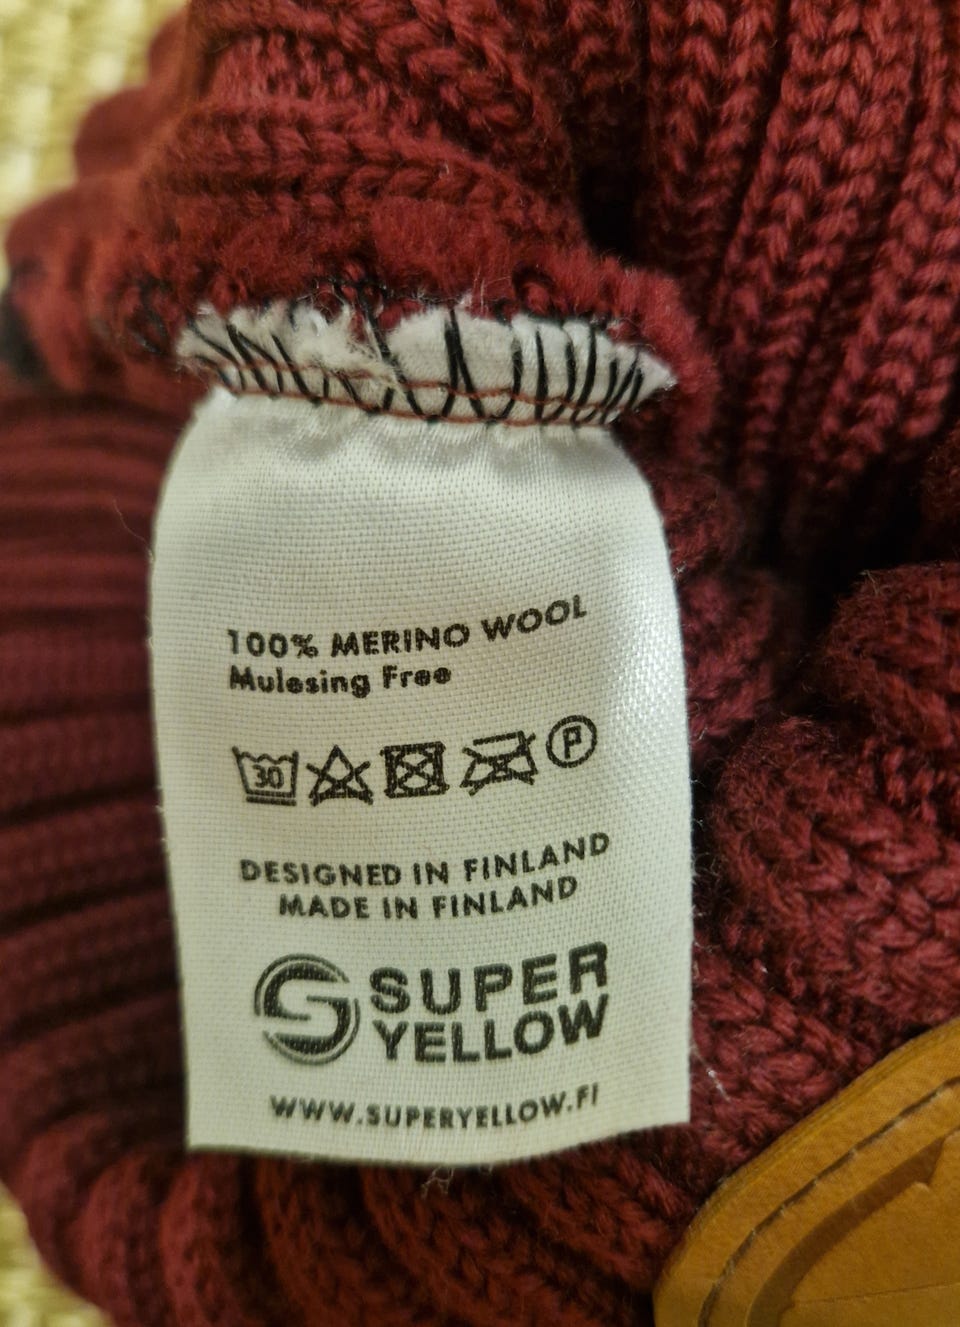 100% MERINO WOOL
Mulesing Free
30 P
DESIGNED IN FINLAND
MADE IN FINLAND
SUPER
YELLOW
WWW.SUPERYELLOW.FI